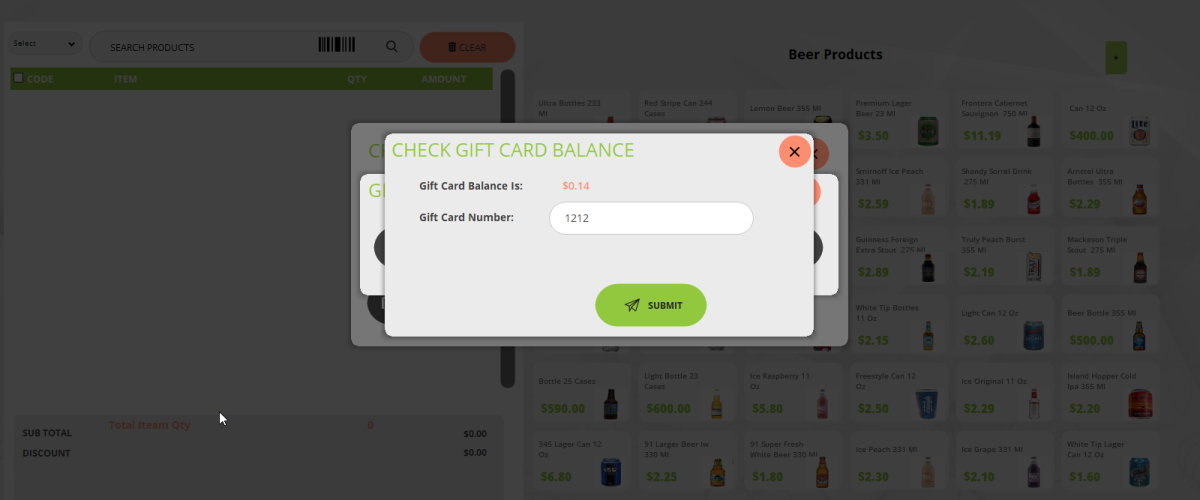 Select
SEARCH PRODUCTS
CLEAR
CODE ITEM QTY AMOUNT
Beer Products
Ultra Bottles 233 Ml
Red Stripe Can 244 Cases
Lemon Beer 355 Ml
Premium Lager Beer 23 Ml
$3.50
Frontera Cabernet Sauvignon 750 Ml
$11.19
Can 12 Oz
$400.00
CHECK GIFT CARD BALANCE
Gift Card Balance Is: $0.14
Gift Card Number: 1212
SUBMIT
Smirnoff Ice Peach 331 Ml
$2.59
Shandy Sorrel Drink 275 Ml
$1.89
Amstel Ultra Bottles 355 Ml
$2.29
Guinness Foreign Extra Stout 275 Ml
$2.89
Truly Peach Burst 355 Ml
$2.19
Mackeson Triple Stout 275 Ml
$1.89
White Tip Bottles 11 Oz
$2.15
Light Can 12 Oz
$2.60
Beer Bottle 355 Ml
$500.00
Bottle 25 Cases
$590.00
Light Bottle 23 Cases
$600.00
Ice Raspberry 11 Oz
$5.80
Freestyle Can 12 Oz
$2.50
Ice Original 11 Oz
$2.29
Island Hopper Cold Ipa 355 Ml
$2.20
345 Lager Can 12 Oz
$6.80
91 Larger Beer Iw 330 Ml
$2.25
91 Super Fresh White Beer 330 Ml
$1.80
Ice Peach 331 Ml
$2.30
Ice Grape 331 Ml
$2.10
White Tip Lager Can 12 Oz
$1.60
Total Iteam Qty 0
SUB TOTAL $0.00
DISCOUNT $0.00